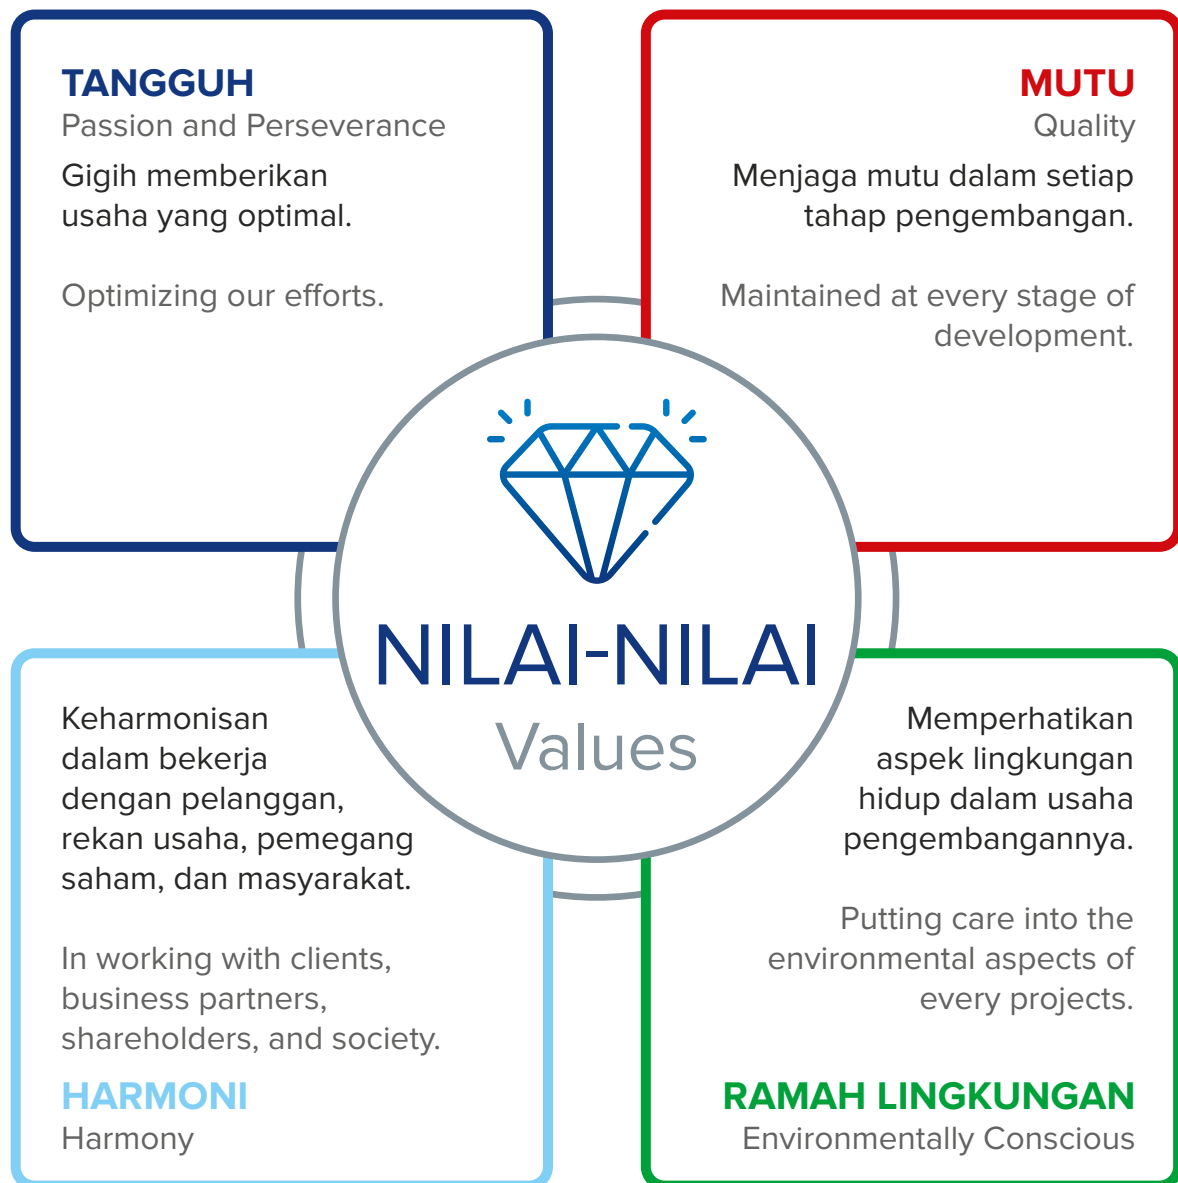 TANGGUH
Passion and Perseverance
Gigih memberikan
usaha yang optimal.
Optimizing our efforts.
MUTU
Quality
Menjaga mutu dalam setiap
tahap pengembangan.
Maintained at every stage of
development.
NILAI-NILAI
Values
Keharmonisan
dalam bekerja
dengan pelanggan,
rekan usaha, pemegang
saham, dan masyarakat.
In working with clients,
business partners,
shareholders, and society.
HARMONI
Harmony
Memperhatikan
aspek lingkungan
hidup dalam usaha
pengembangannya.
Putting care into the
environmental aspects of
every projects.
RAMAH LINGKUNGAN
Environmentally Conscious